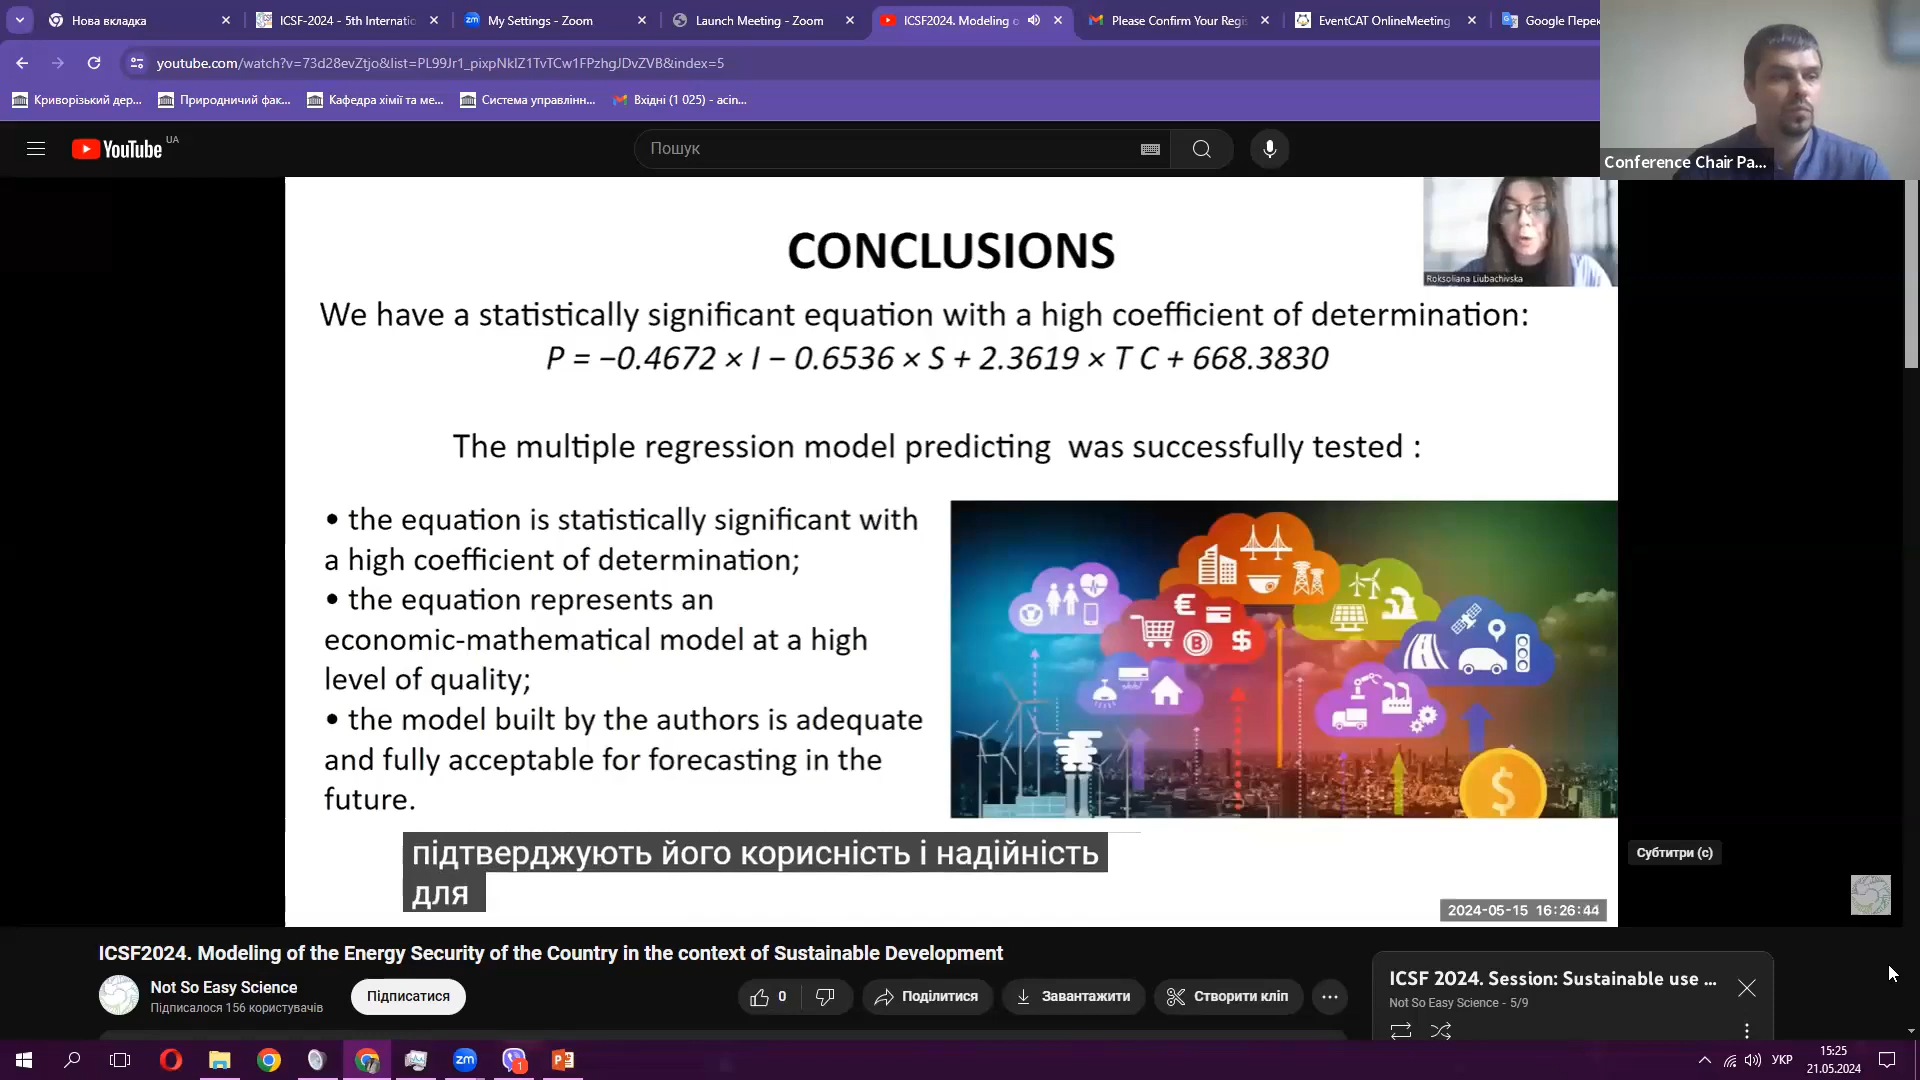 Нова вкладка
ICSF-2024 - 5th Internatio
My Settings - Zoom
Launch Meeting - Zoom
ICSF2024. Modeling o
Please Confirm Your Regi
EventCAT OnlineMeeting
Google Перек
youtube.com/watch?v=73d28evZtjo&list=PL99Jr1_pixpNklZ1TvTCw1FPzhgJDvZVB&index=5
Криворізький дер...
Природничий фак...
Кафедра хімії та ме...
Система управлінн...
Вхідні (1 025) - acin...
Conference Chair Pa...
YouTube UA
Пошук
CONCLUSIONS
Roksoliana Liubachivska
We have a statistically significant equation with a high coefficient of determination:
P = −0.4672 × I − 0.6536 × S + 2.3619 × T C + 668.3830
The multiple regression model predicting was successfully tested :
• the equation is statistically significant with
a high coefficient of determination;
• the equation represents an
economic-mathematical model at a high
level of quality;
• the model built by the authors is adequate
and fully acceptable for forecasting in the
future.
підтверджують його корисність і надійність
для
Субтитри (c)
2024-05-15 16:26:44
ICSF2024. Modeling of the Energy Security of the Country in the context of Sustainable Development
Not So Easy Science
Підписалося 156 користувачів
Підписатися
0
Поділитися
Завантажити
Створити кліп
ICSF 2024. Session: Sustainable use ...
Not So Easy Science - 5/9
УКР
15:25
21.05.2024